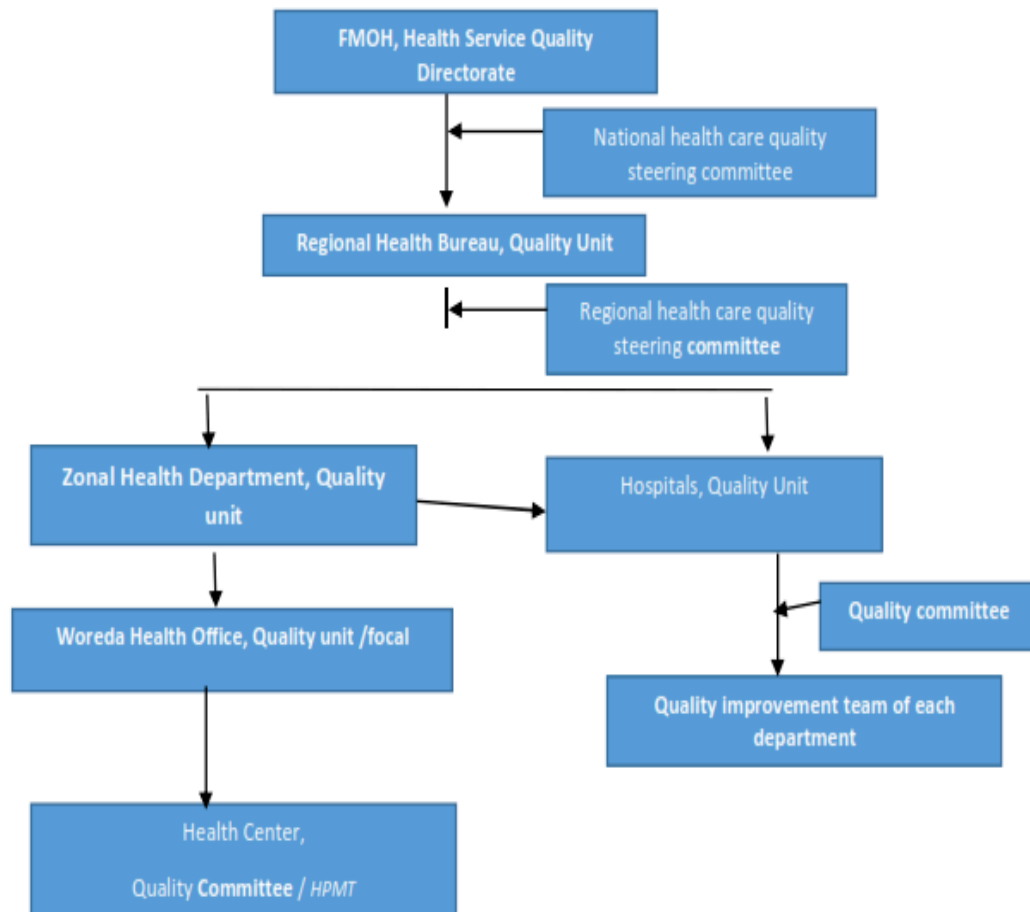 FMOH, Health Service Quality
Directorate
National health care quality
steering committee
Regional Health Bureau, Quality Unit
Regional health care quality
steering committee
Zonal Health Department, Quality
unit
Hospitals, Quality Unit
Quality committee
Woreda Health Office, Quality unit /focal
Quality improvement team of each
department
Health Center,
Quality Committee / HPMT